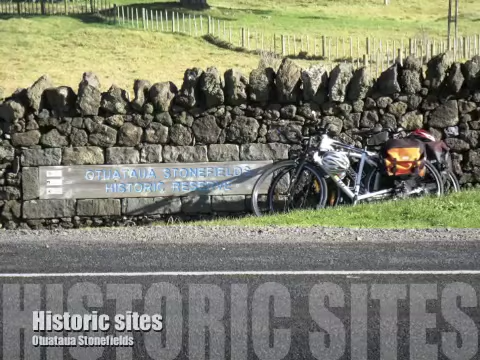 OTUATAUA STONEFIELDS
HISTORIC RESERVE
HISTORIC SITES
Historic sites
Otuataua Stonefields